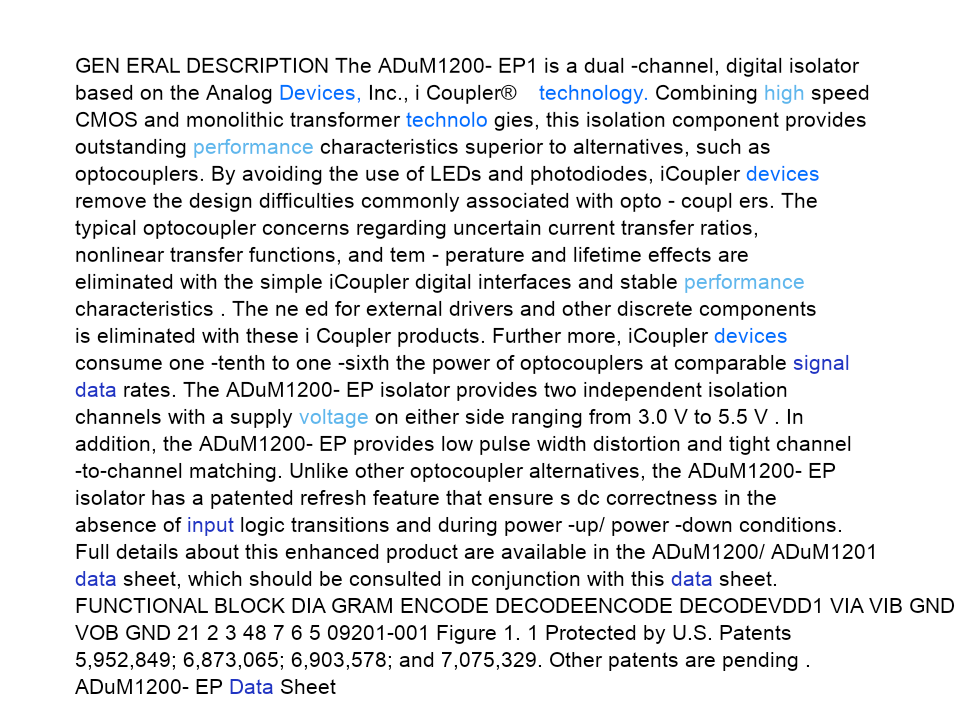 GEN ERAL DESCRIPTION The ADuM1200- EP1 is a dual -channel, digital isolator
based on the Analog Devices, Inc., i Coupler® technology. Combining high speed
CMOS and monolithic transformer technolo gies, this isolation component provides
outstanding performance characteristics superior to alternatives, such as
optocouplers. By avoiding the use of LEDs and photodiodes, iCoupler devices
remove the design difficulties commonly associated with opto - coupl ers. The
typical optocoupler concerns regarding uncertain current transfer ratios,
nonlinear transfer functions, and tem - perature and lifetime effects are
eliminated with the simple iCoupler digital interfaces and stable performance
characteristics . The ne ed for external drivers and other discrete components
is eliminated with these i Coupler products. Further more, iCoupler devices
consume one -tenth to one -sixth the power of optocouplers at comparable signal
data rates. The ADuM1200- EP isolator provides two independent isolation
channels with a supply voltage on either side ranging from 3.0 V to 5.5 V . In
addition, the ADuM1200- EP provides low pulse width distortion and tight channel
-to-channel matching. Unlike other optocoupler alternatives, the ADuM1200- EP
isolator has a patented refresh feature that ensure s dc correctness in the
absence of input logic transitions and during power -up/ power -down conditions.
Full details about this enhanced product are available in the ADuM1200/ ADuM1201
data sheet, which should be consulted in conjunction with this data sheet.
FUNCTIONAL BLOCK DIA GRAM ENCODE DECODEENCODE DECODEVDD1 VIA VIB GND
VOB GND 21 2 3 48 7 6 5 09201-001 Figure 1. 1 Protected by U.S. Patents
5,952,849; 6,873,065; 6,903,578; and 7,075,329. Other patents are pending .
ADuM1200- EP Data Sheet